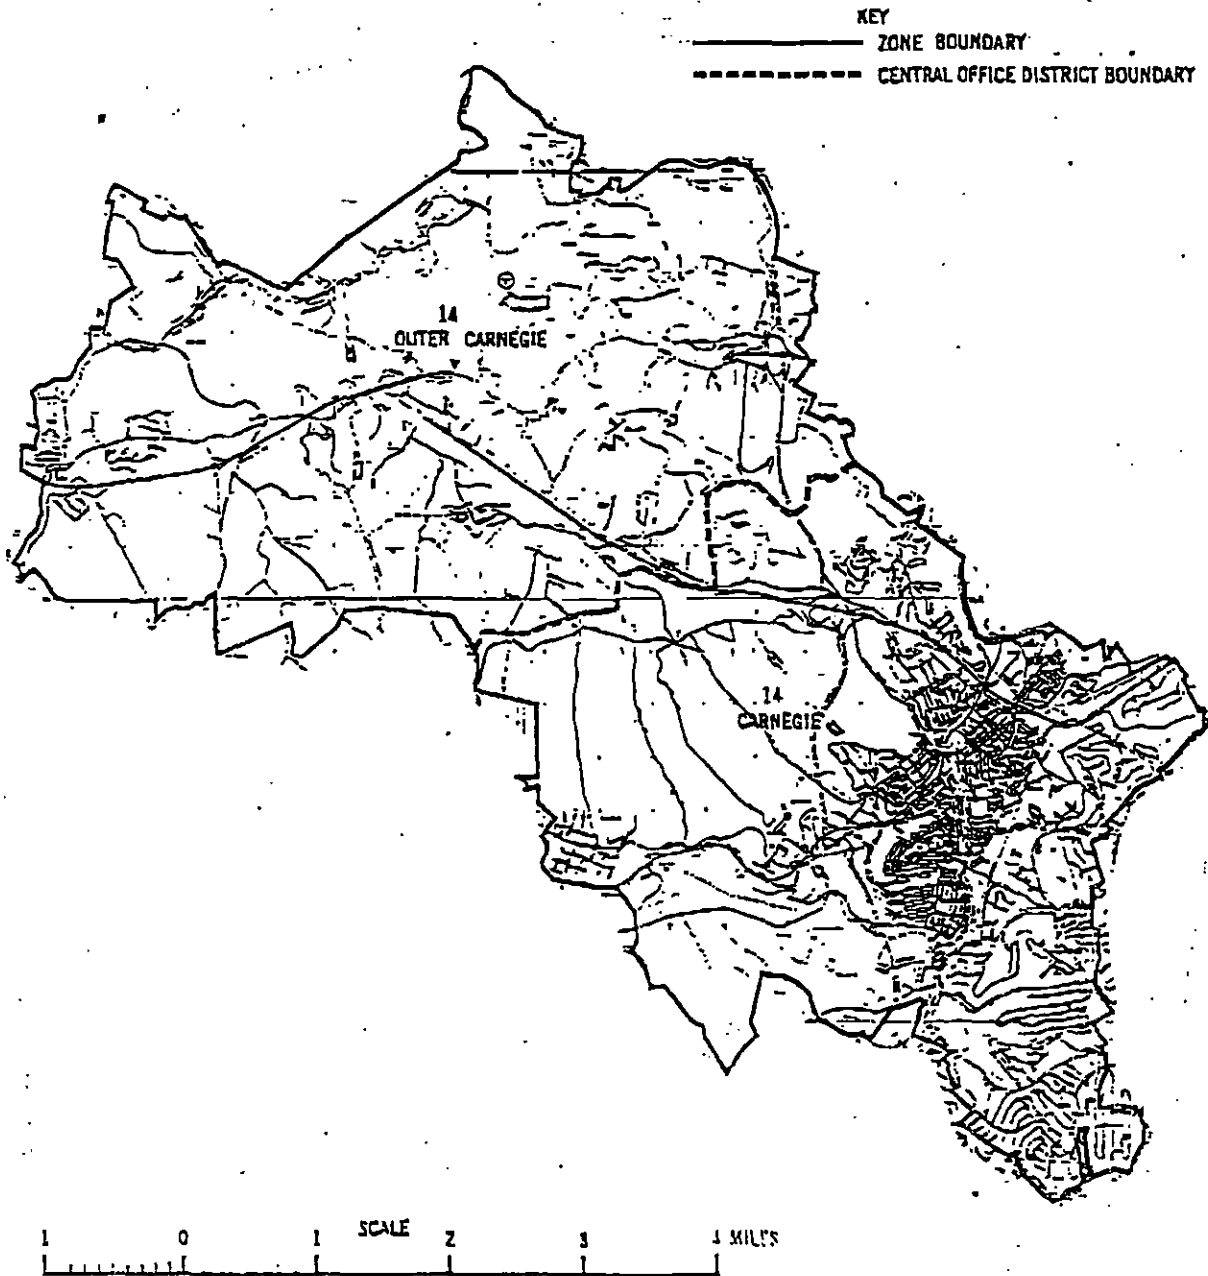 KEY
ZONE BOUNDARY
CENTRAL OFFICE DISTRICT BOUNDARY
14
OUTER CARNEGIE
14
CARNEGIE
SCALE
1 0 1 2 3 MILES